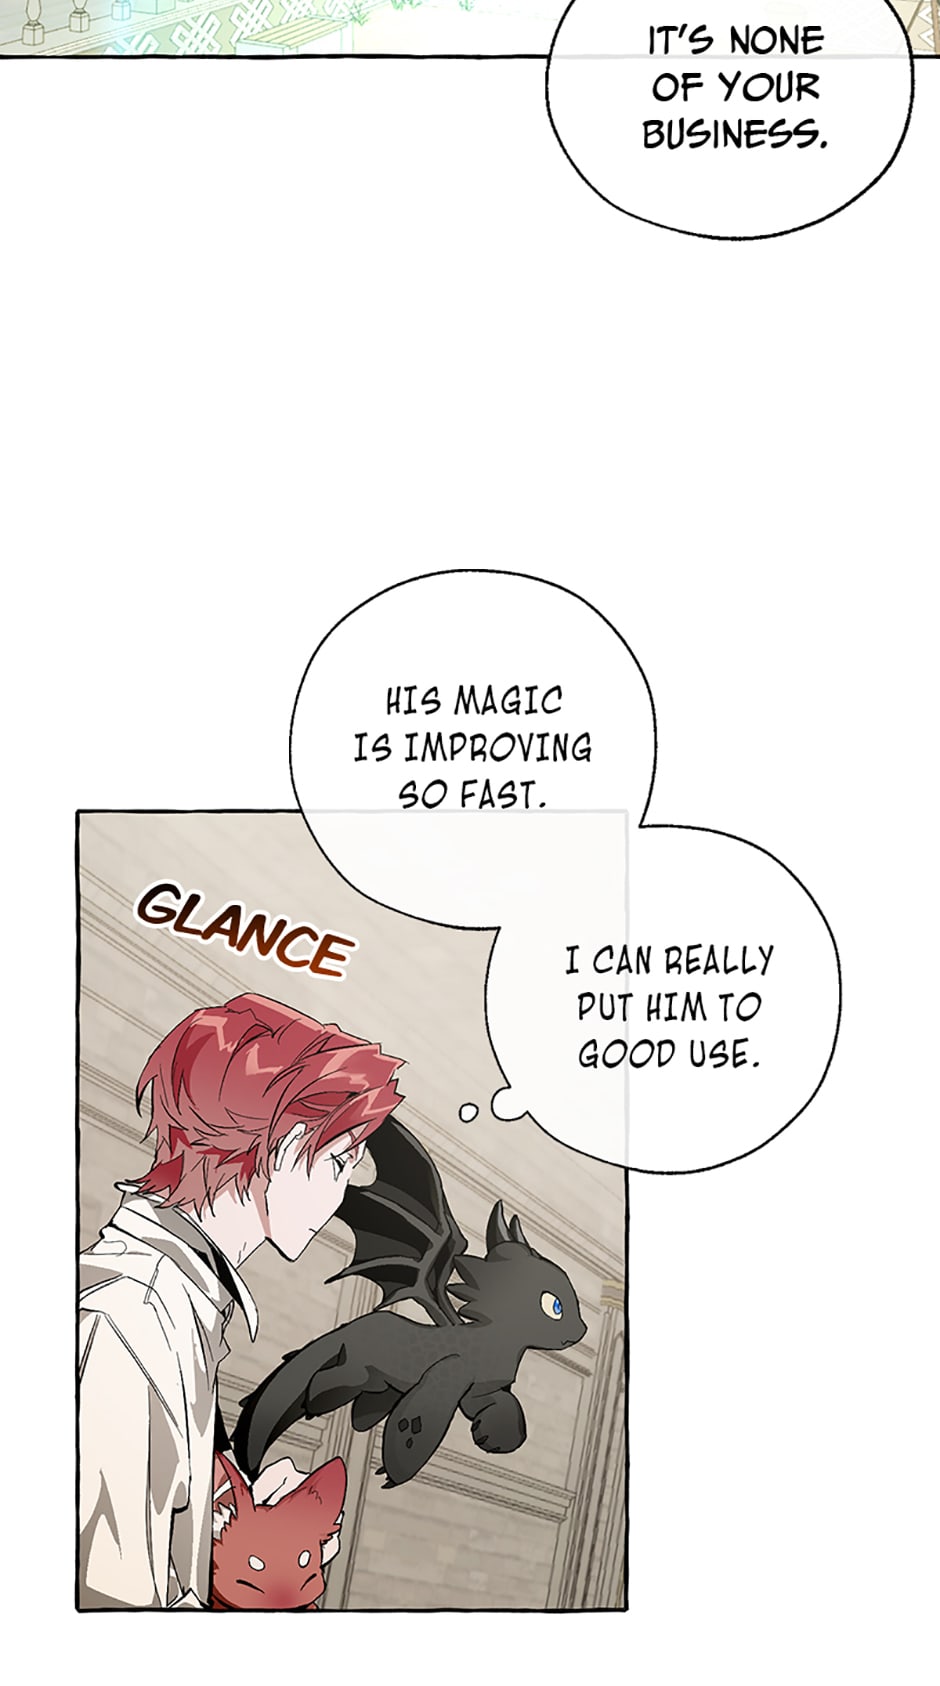 IT'S NONE
OF YOUR
BUSINESS.
HIS MAGIC
IS IMPROVING
SO FAST.
GLANCE
I CAN REALLY
PUT HIM TO
GOOD USE.